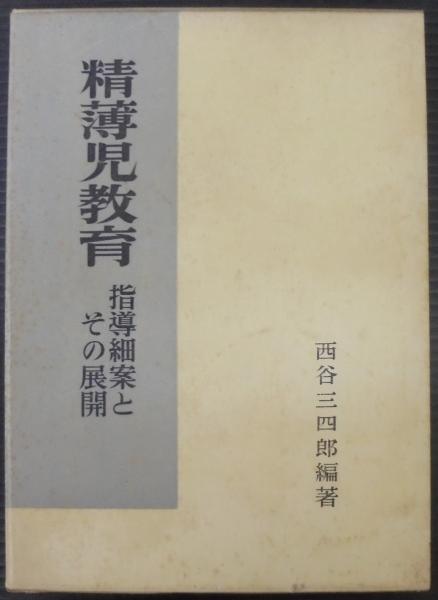 精薄児教育
指導細案と
その展開
西谷三四郎編著